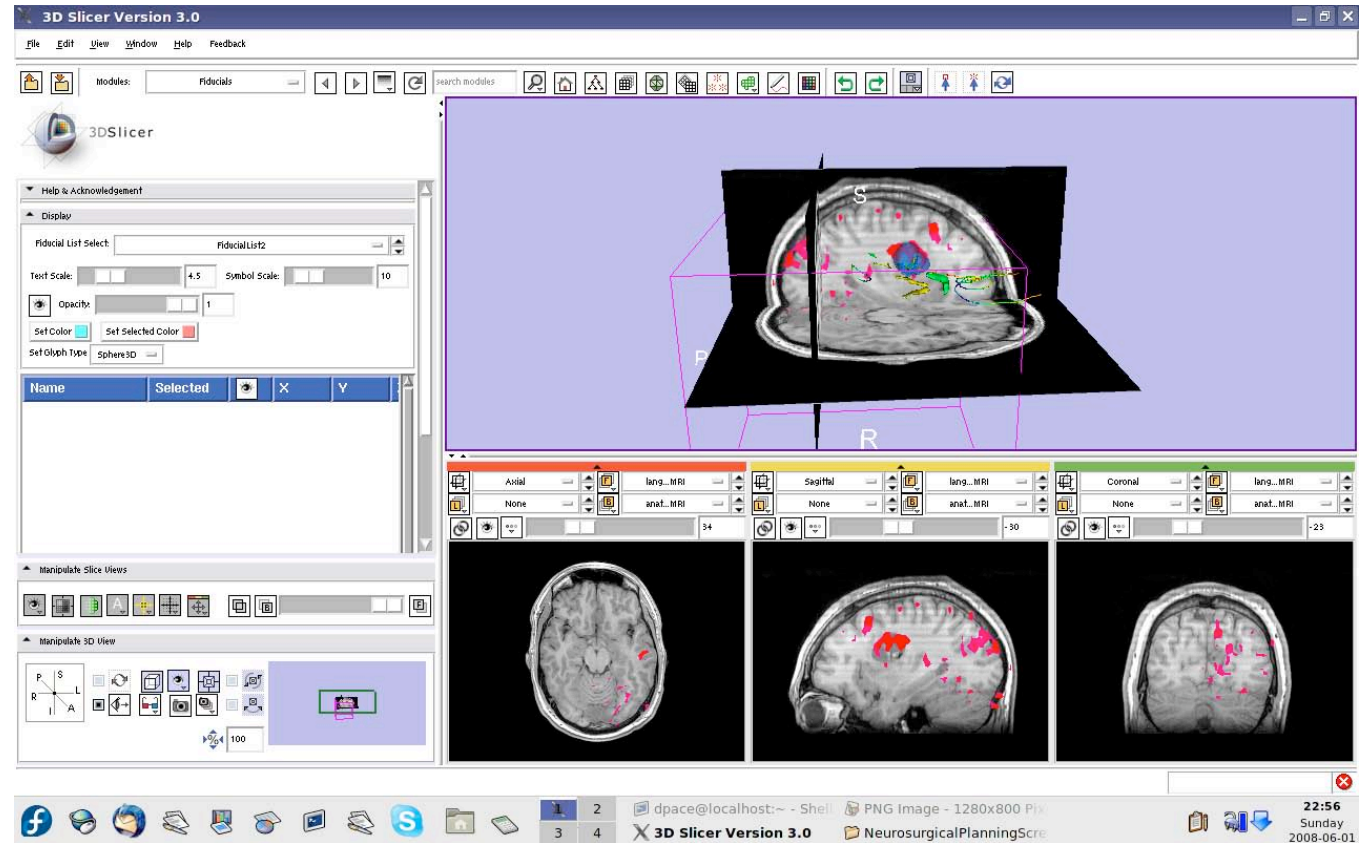 3D Slicer Version 3.0
File Edit View Window Help Feedback
Modules: Fiducials search modules
3DSlicer
Help & Acknowledgement
Display
Fiducial List Select: FiducialList2
Text Scale: 4.5 Symbol Scale: 10
Opacity: 1
Set Color Set Selected Color
Set Glyph Type Sphere3D
Name Selected X Y
S
P
R
Axial F lang...MRI Sagittal F lang...MRI Coronal F lang...MRI
L None B anat...MRI L None B anat...MRI L None B anat...MRI
34 -30 -23
Manipulate Slice Views
A B F
Manipulate 3D View
P S
R L
I A
% 100
1 2 dpace@localhost:~ - Shell PNG Image - 1280x800 Pix
3 4 3D Slicer Version 3.0 NeurosurgicalPlanningScre
22:56
Sunday
2008-06-01